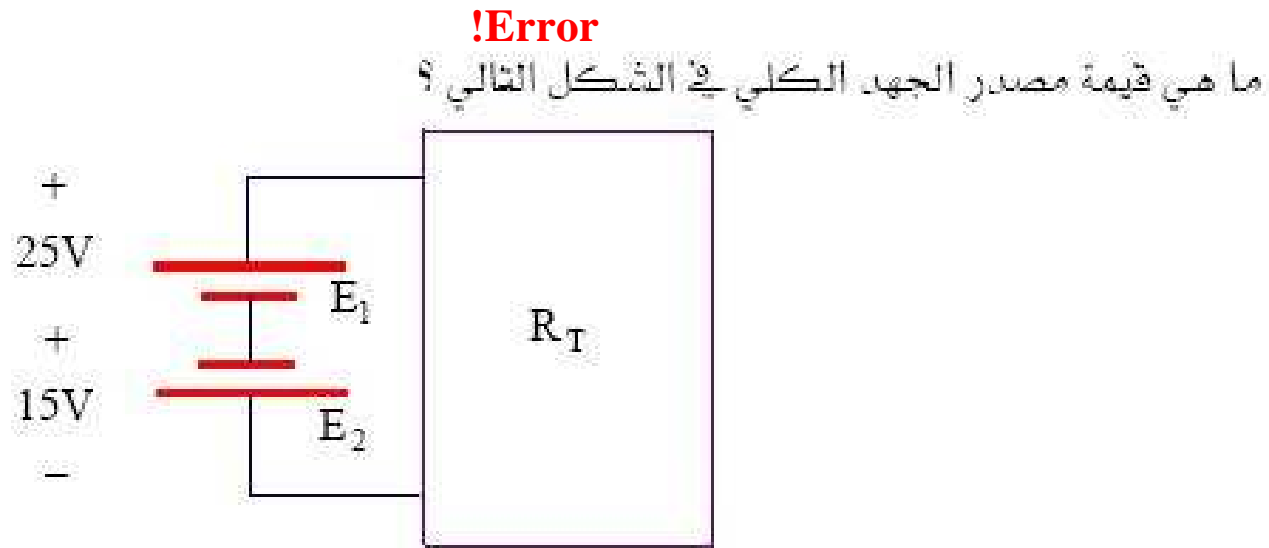 !Error
ما هي قيمة مصدر الجهد الكلي في الشكل التالي ؟
+
25V
E1
+
RT
15V
E2
−